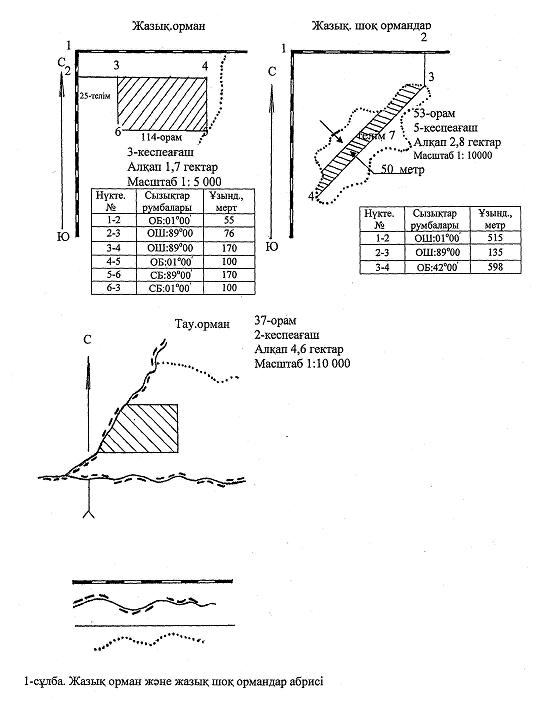 Жазық.орман
1
С
2
3
4
25-телім
6
114-орам
5
3-кеспеағаш
Алқап 1,7 гектар
Масштаб 1: 5 000
Ю
Нүкте. № Сызықтар румбалары Ұзынд., мерт
1-2 ОБ:01°00' 55
2-3 ОШ:89°00 76
3-4 ОШ:89°00 170
4-5 ОБ:01°00' 100
5-6 СБ:89°00' 170
6-3 СБ:01°00' 100
Жазық. шоқ ормандар
1
2
С
3
53-орам
телім 7
5-кеспеағаш
Алқап 2,8 гектар
Масштаб 1: 10000
50 метр
4
Ю
Нүкте. № Сызықтар румбалары Ұзынд., метр
1-2 ОШ:01°00' 515
2-3 ОШ:89°00 135
3-4 ОБ:42°00' 598
Тау.орман
С
37-орам
2-кеспеағаш
Алқап 4,6 гектар
Масштаб 1:10 000
1-сұлба. Жазық орман және жазық шоқ ормандар абрисі